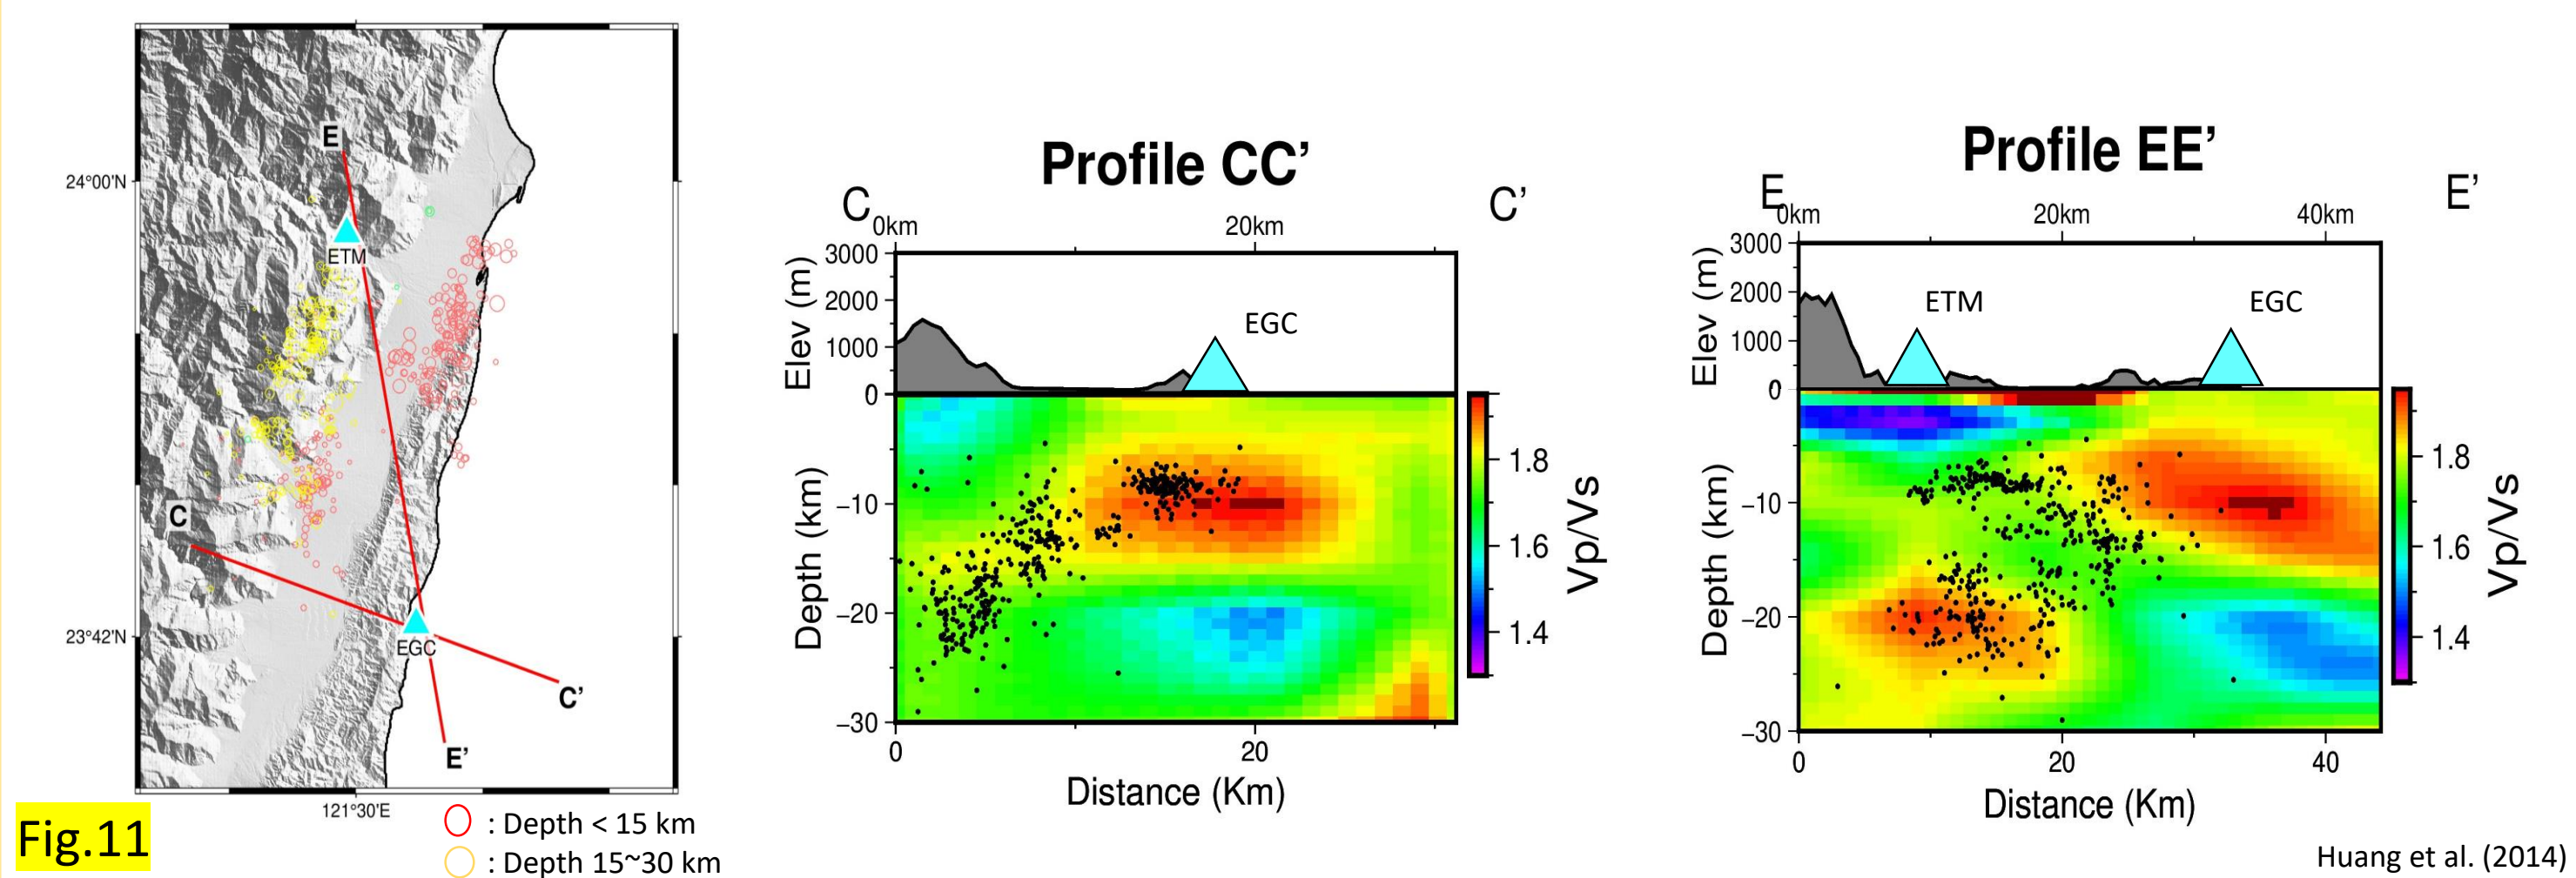 E
24°00'N
ETM
C
23°42'N
EGC
C'
E'
121°30'E
Fig.11
: Depth < 15 km
: Depth 15~30 km
Profile CC'
C
C'
0km
20km
3000
2000
1000
0
Elev (m)
EGC
−10
−20
−30
Depth (km)
0
20
Distance (Km)
1.8
1.6
1.4
Vp/Vs
Profile EE'
E
E'
0km
20km
40km
3000
2000
1000
0
Elev (m)
ETM
EGC
−10
−20
−30
Depth (km)
0
20
40
Distance (Km)
1.8
1.6
1.4
Vp/Vs
Huang et al. (2014)